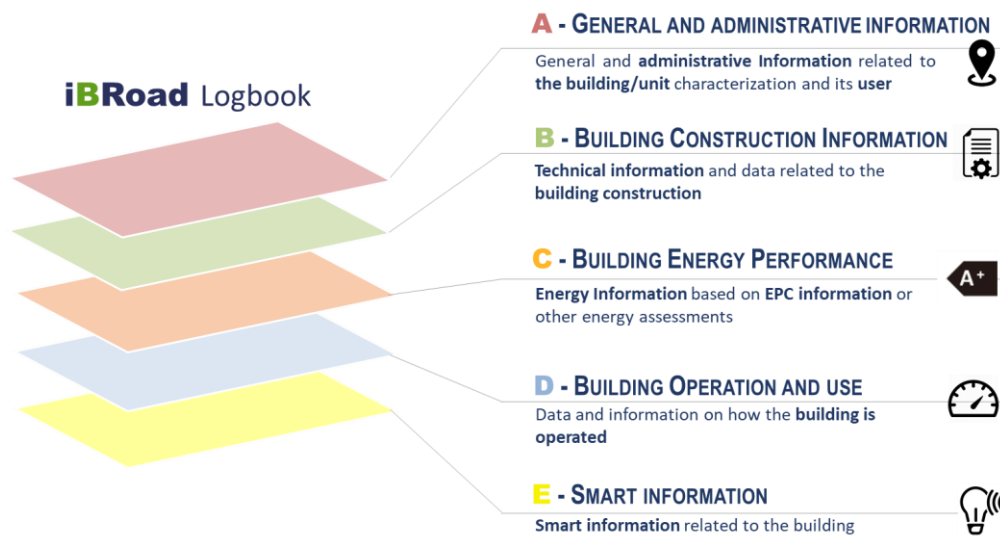 iBRoad Logbook
A - GENERAL AND ADMINISTRATIVE INFORMATION
General and administrative Information related to
the building/unit characterization and its user
B - BUILDING CONSTRUCTION INFORMATION
Technical information and data related to the
building construction
C - BUILDING ENERGY PERFORMANCE
A+
Energy Information based on EPC information or
other energy assessments
D - BUILDING OPERATION AND USE
Data and information on how the building is
operated
E - SMART INFORMATION
Smart information related to the building